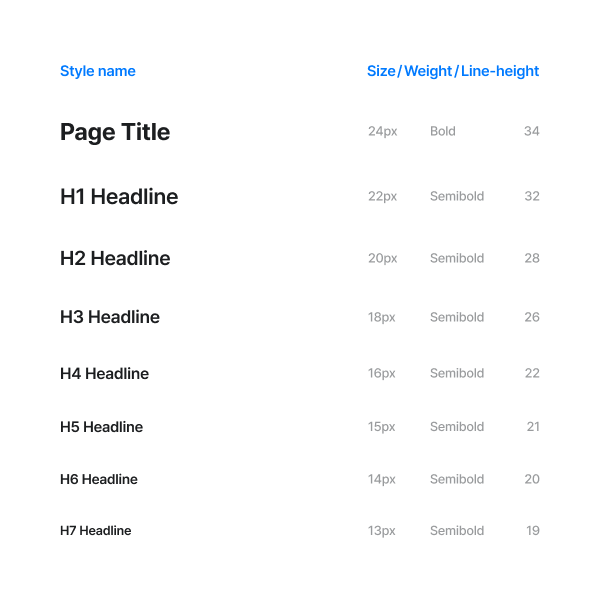 Style name Size/Weight/Line-height
Page Title 24px Bold 34
H1 Headline 22px Semibold 32
H2 Headline 20px Semibold 28
H3 Headline 18px Semibold 26
H4 Headline 16px Semibold 22
H5 Headline 15px Semibold 21
H6 Headline 14px Semibold 20
H7 Headline 13px Semibold 19